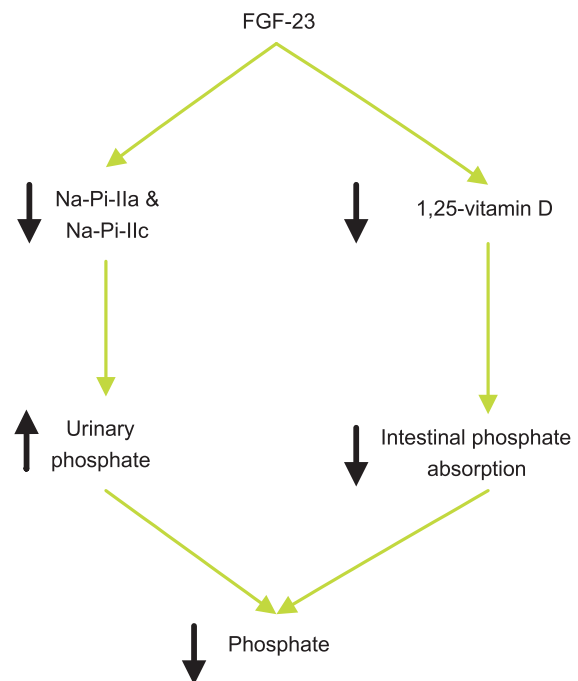 FGF-23
Na-Pi-IIa &
Na-Pi-IIc
1,25-vitamin D
Urinary
phosphate
Intestinal phosphate
absorption
Phosphate